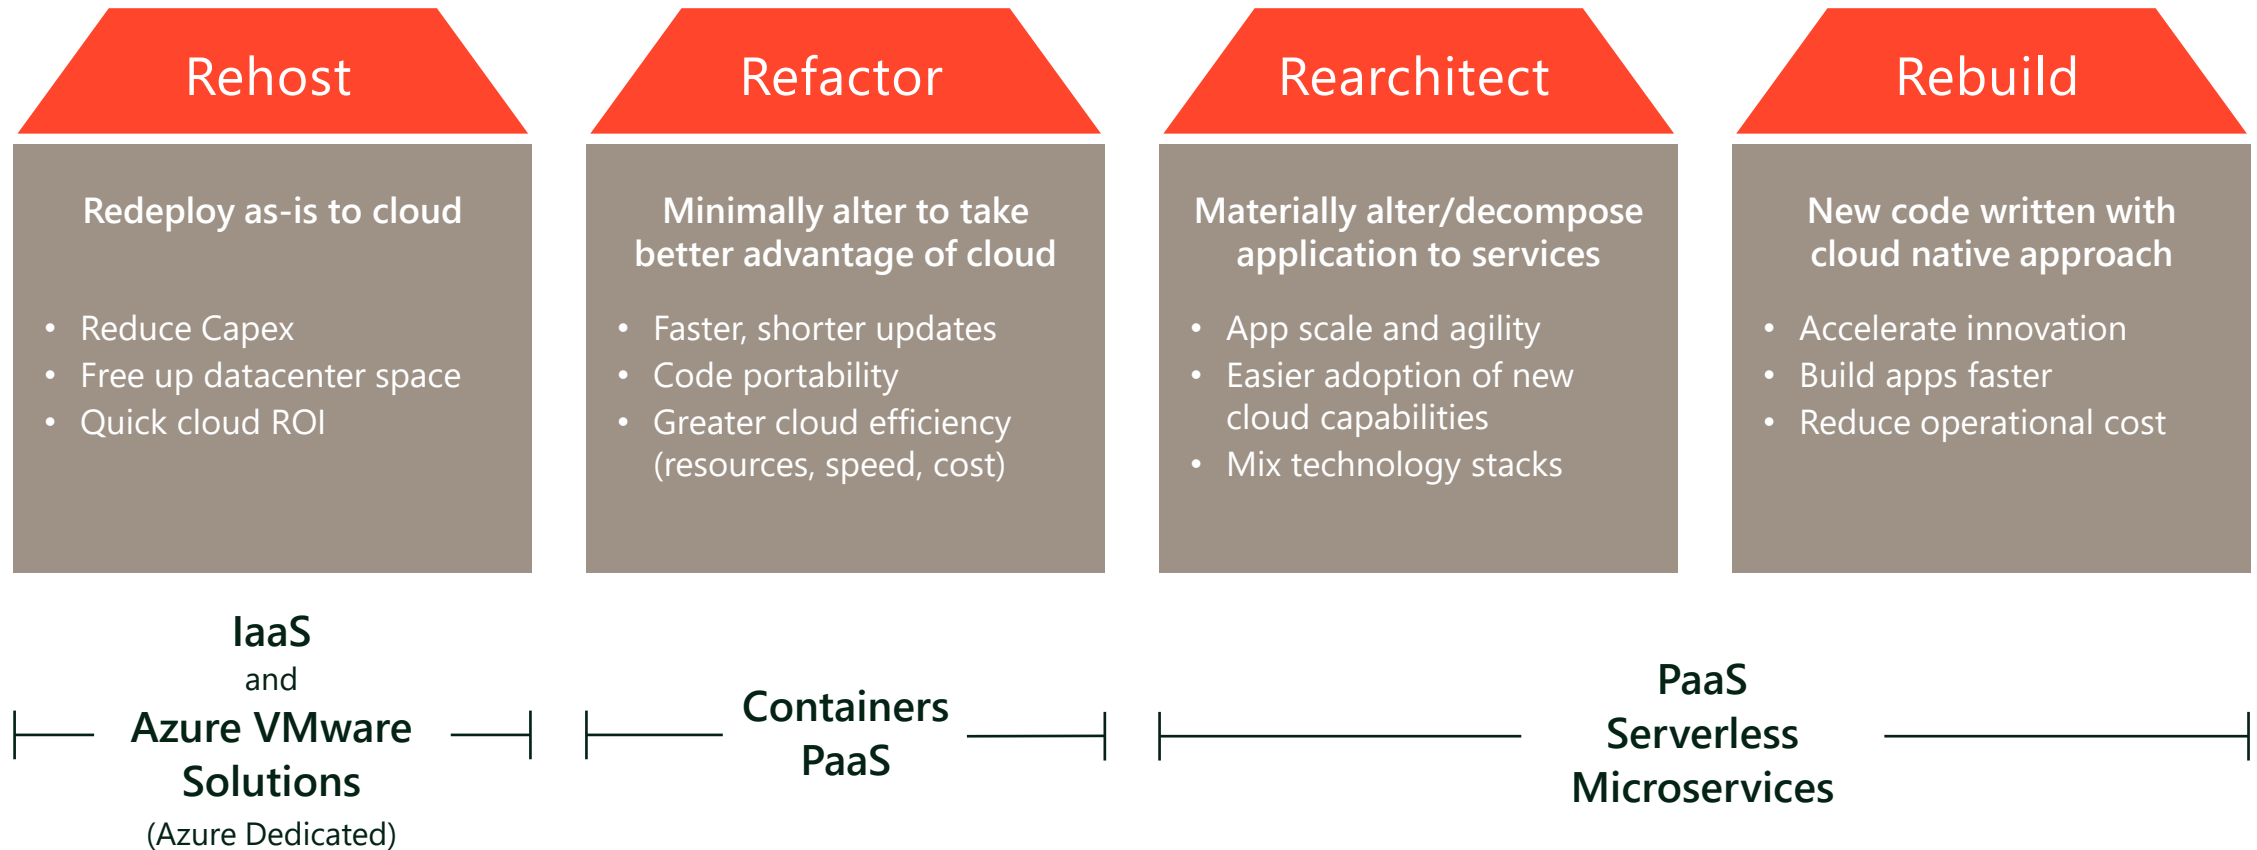 Rehost
Redeploy as-is to cloud
• Reduce Capex
• Free up datacenter space
• Quick cloud ROI
Refactor
Minimally alter to take
better advantage of cloud
• Faster, shorter updates
• Code portability
• Greater cloud efficiency
(resources, speed, cost)
Rearchitect
Materially alter/decompose
application to services
• App scale and agility
• Easier adoption of new
cloud capabilities
• Mix technology stacks
Rebuild
New code written with
cloud native approach
• Accelerate innovation
• Build apps faster
• Reduce operational cost
IaaS
and
Azure VMware
Solutions
(Azure Dedicated)
Containers
PaaS
PaaS
Serverless
Microservices